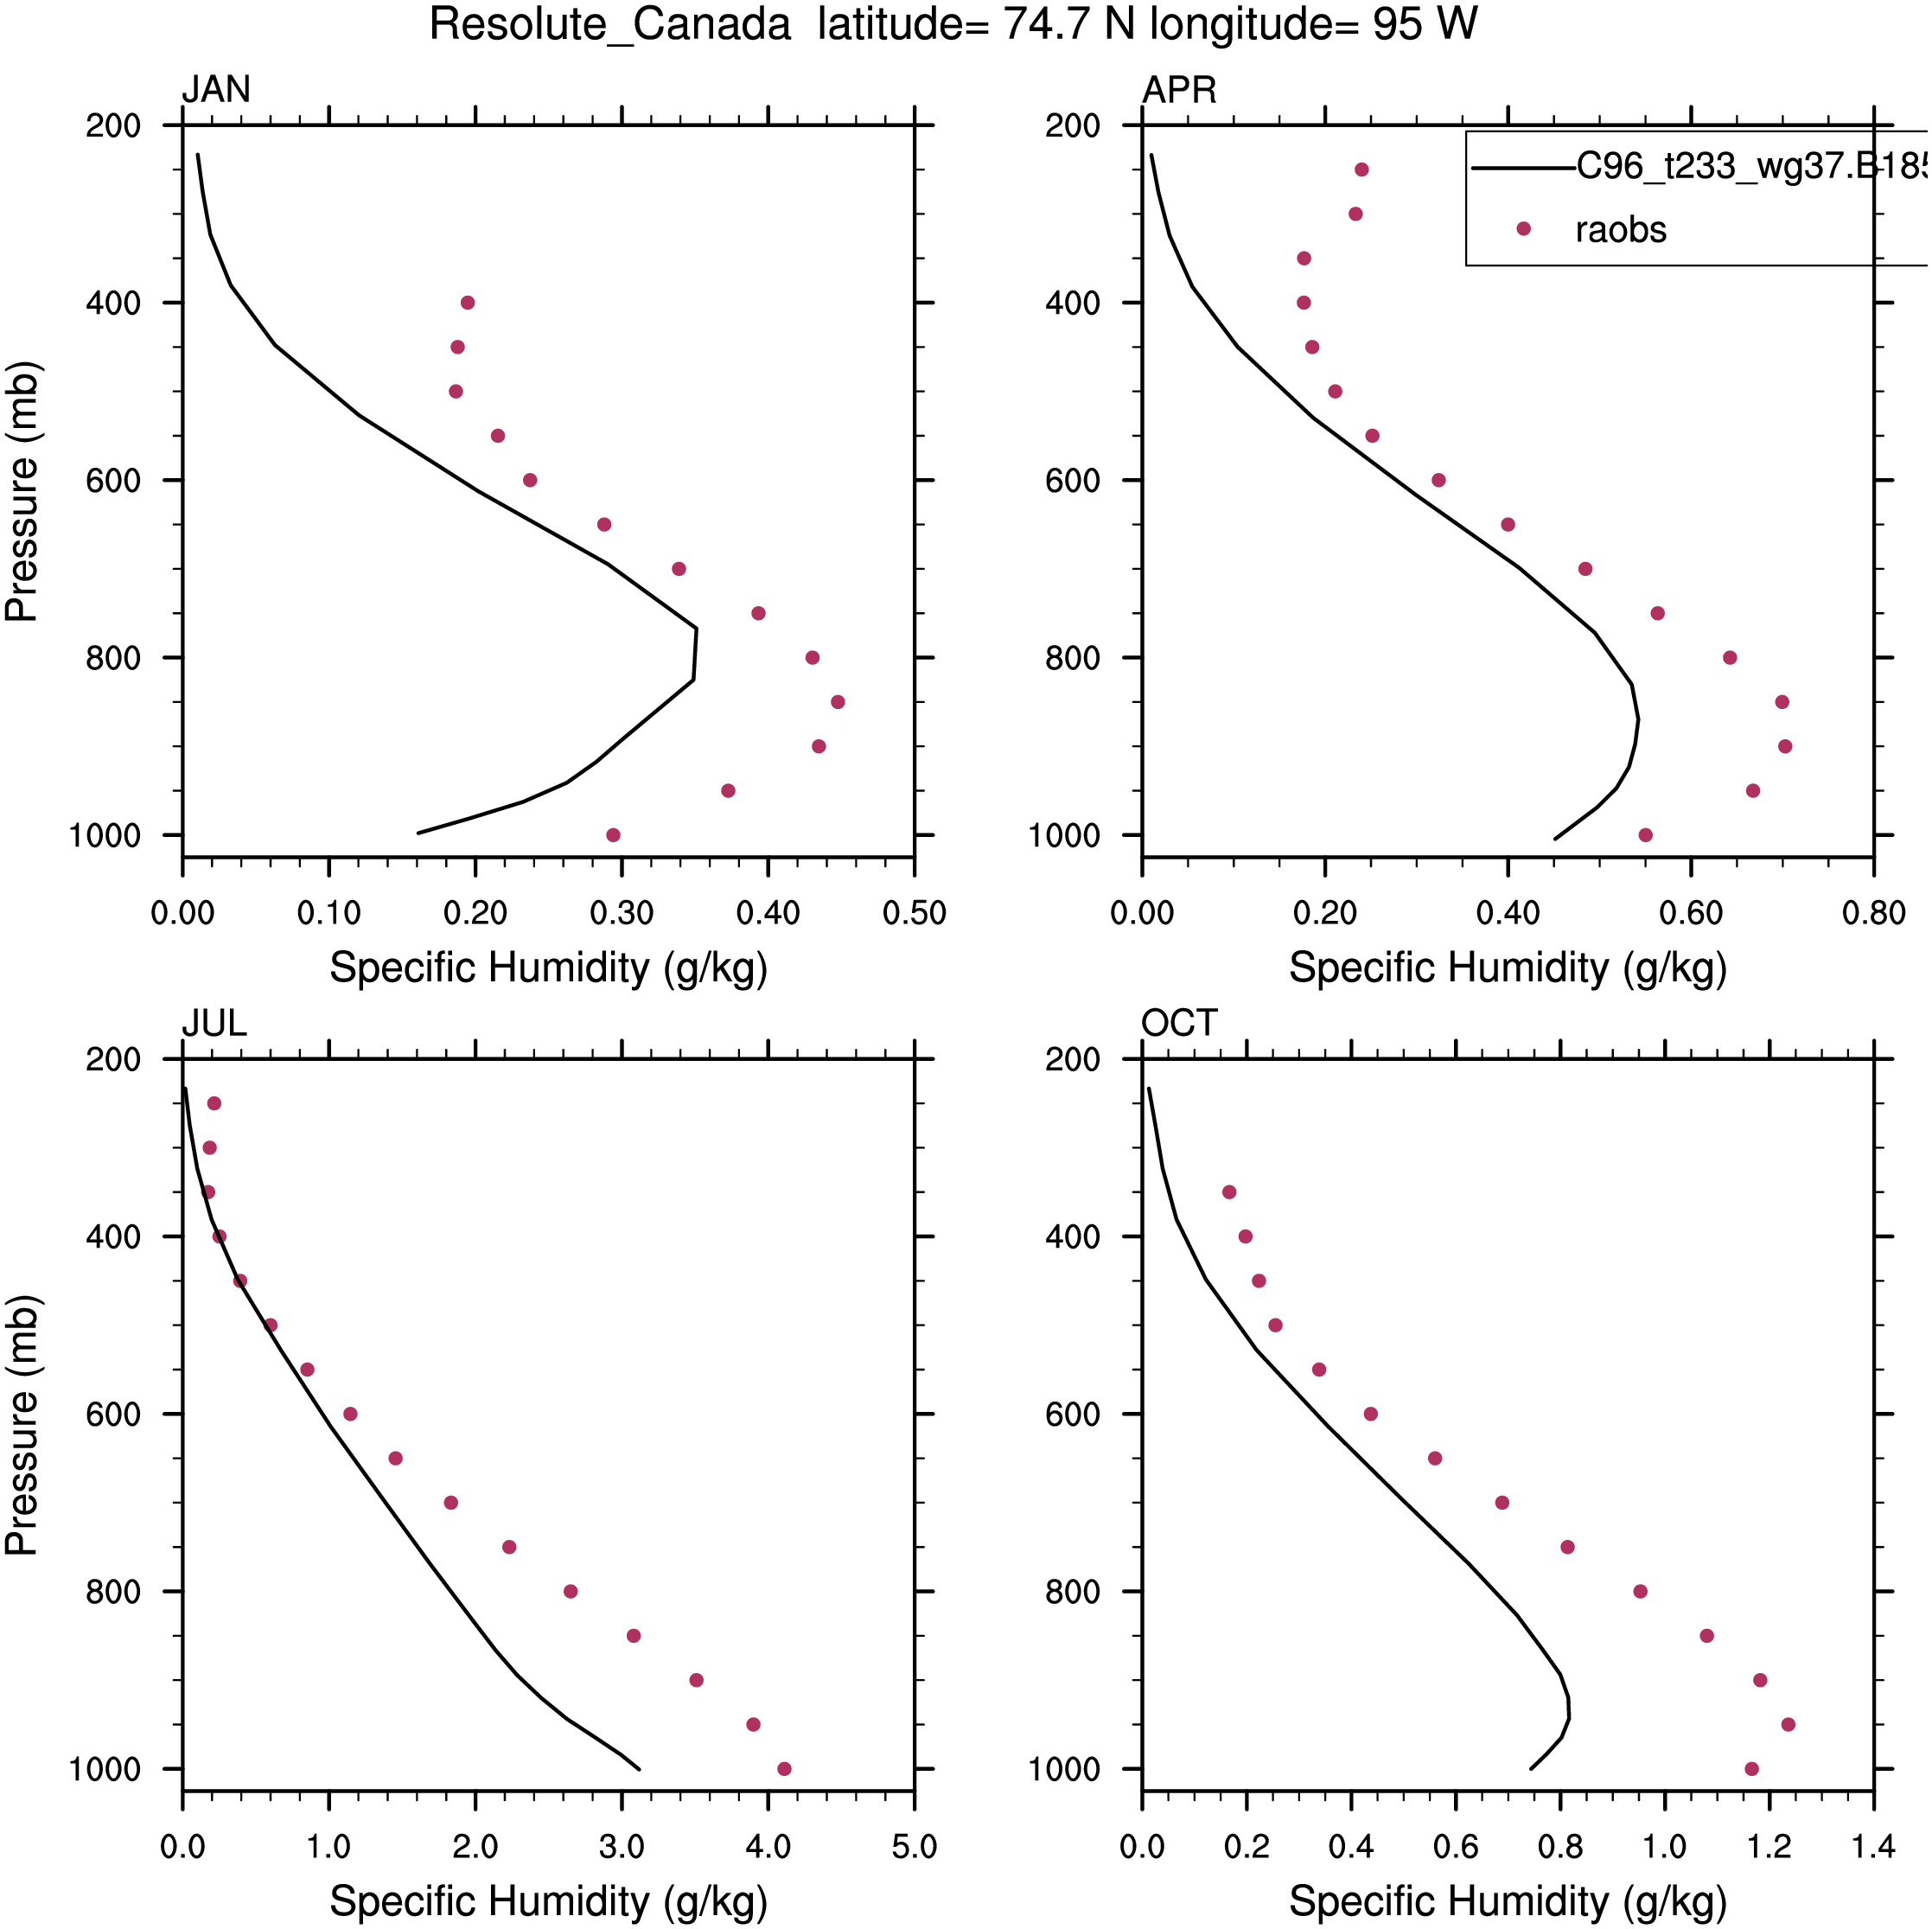 Resolute_Canada latitude= 74.7 N longitude= 95 W
JAN
200
400
600
800
1000
Pressure (mb)
0.00 0.10 0.20 0.30 0.40 0.50
Specific Humidity (g/kg)
APR
200
400
600
800
1000
C96_t233_wg37.B185
raobs
0.00 0.20 0.40 0.60 0.80
Specific Humidity (g/kg)
JUL
200
400
600
800
1000
Pressure (mb)
0.0 1.0 2.0 3.0 4.0 5.0
Specific Humidity (g/kg)
OCT
200
400
600
800
1000
0.0 0.2 0.4 0.6 0.8 1.0 1.2 1.4
Specific Humidity (g/kg)